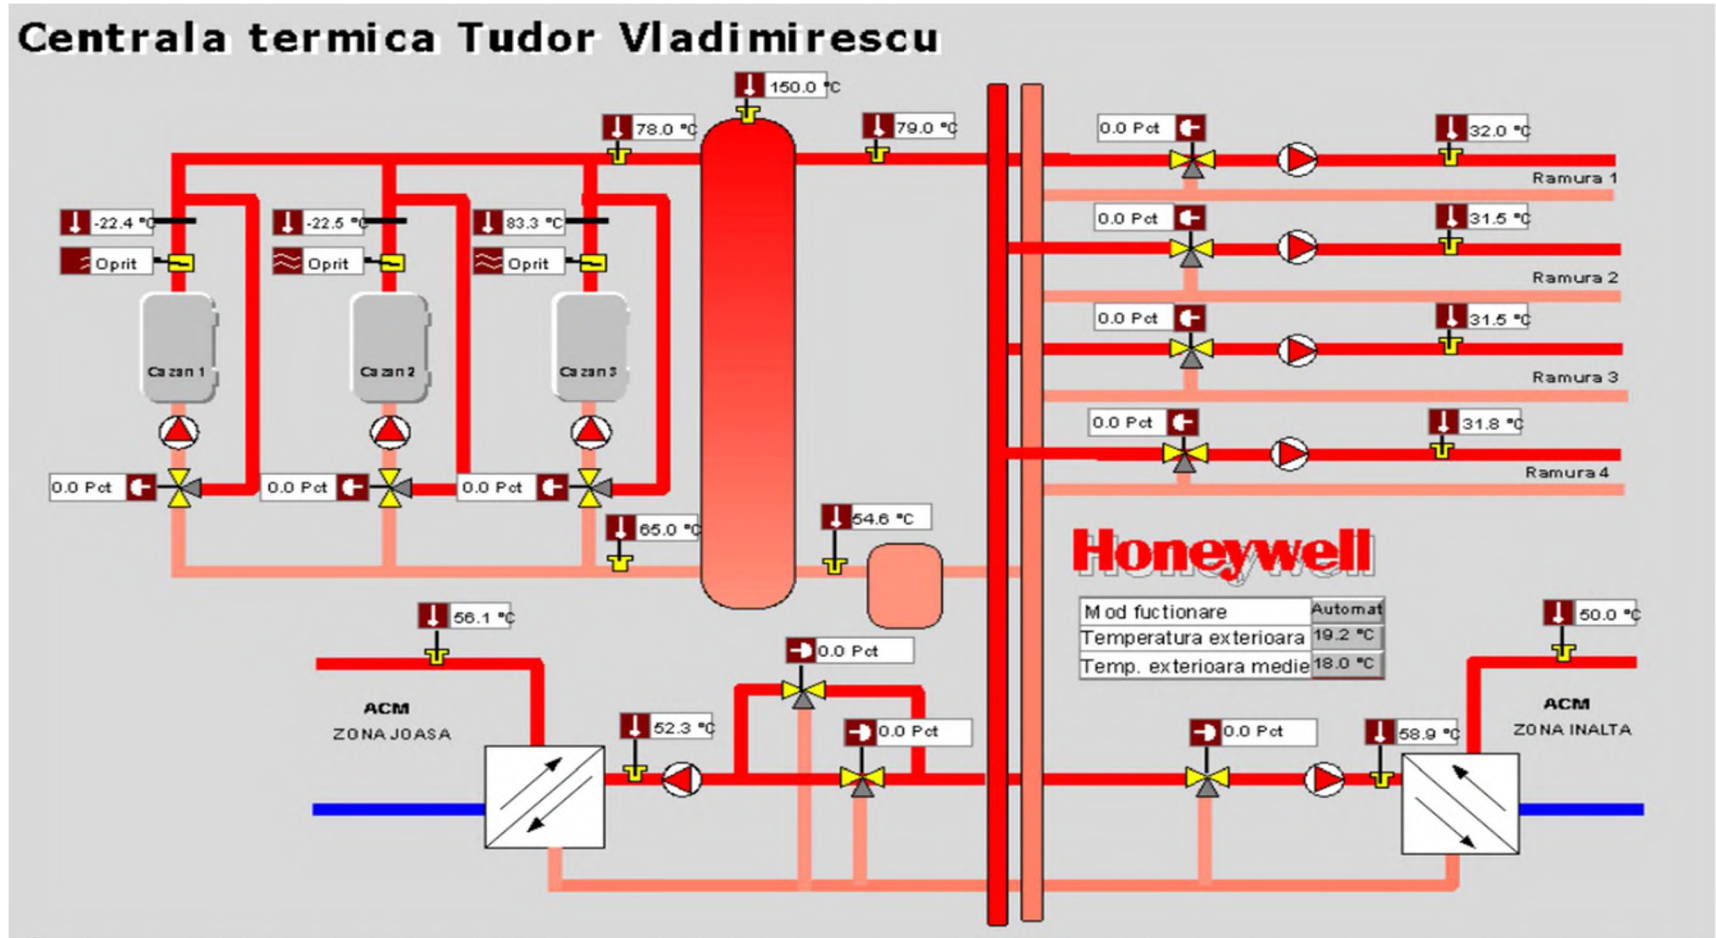 Centrala termica Tudor Vladimirescu
150.0 °C
78.0 °C
79.0 °C
0.0 Pct
32.0 °C
Ramura 1
-22.4 °C
-22.5 °C
83.3 °C
0.0 Pct
31.5 °C
Oprit
Oprit
Oprit
Ramura 2
0.0 Pct
31.5 °C
Cazan 1
Cazan 2
Cazan 3
Ramura 3
0.0 Pct
31.8 °C
Ramura 4
0.0 Pct
0.0 Pct
0.0 Pct
65.0 °C
54.6 °C
Honeywell
Mod fuctionare Automat
Temperatura exterioara 19.2 °C
Temp. exterioara medie 18.0 °C
56.1 °C
50.0 °C
0.0 Pct
ACM
ZONA JOASA
ACM
ZONA INALTA
52.3 °C
0.0 Pct
0.0 Pct
58.9 °C